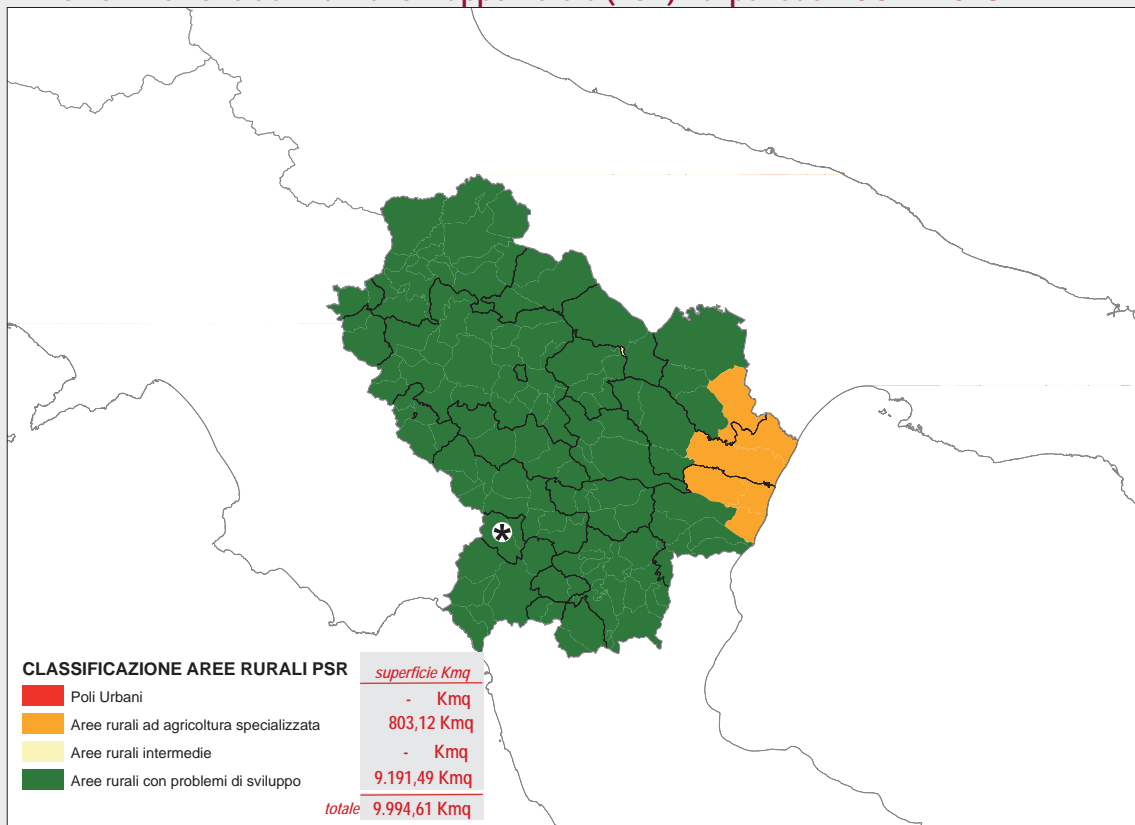 CLASSIFICAZIONE AREE RURALI PSR superficie Kmq
Poli Urbani - Kmq
Aree rurali ad agricoltura specializzata 803,12 Kmq
Aree rurali intermedie - Kmq
Aree rurali con problemi di sviluppo 9.191,49 Kmq
totale 9.994,61 Kmq